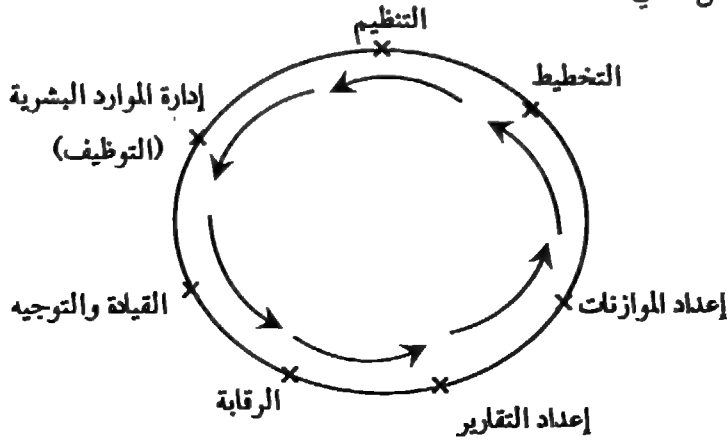 التنظيم
التخطيط
إدارة الموارد البشرية
(التوظيف)
القيادة والتوجيه
إعداد الموازنات
الرقابة
إعداد التقارير